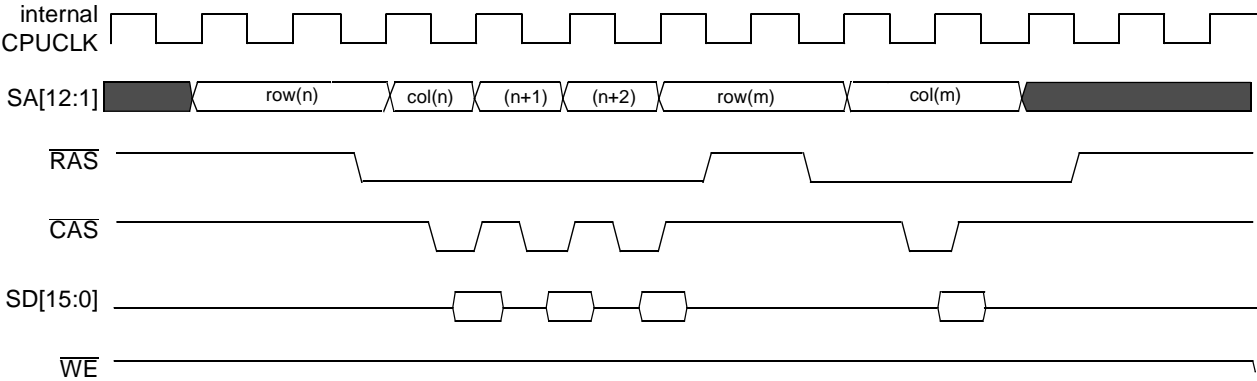 internal
CPUCLK
SA[12:1] row(n) col(n) (n+1) (n+2) row(m) col(m)
RAS
CAS
SD[15:0]
WE